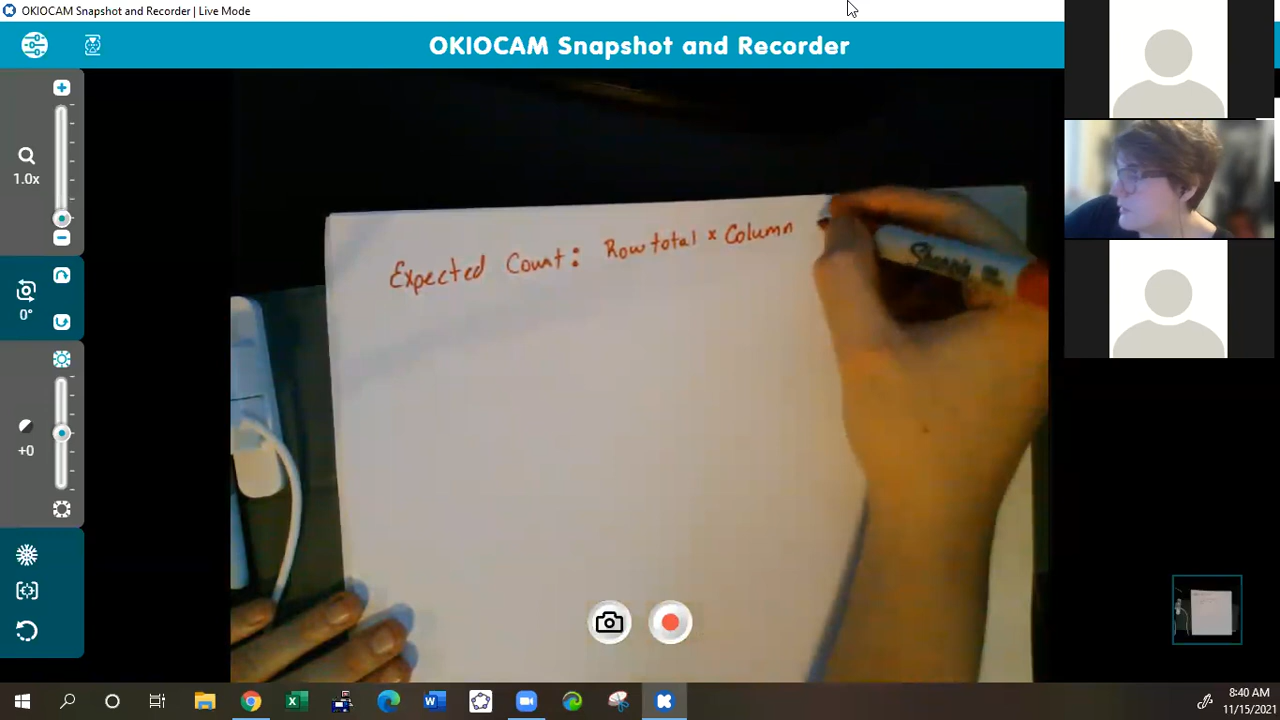 OKIOCAM Snapshot and Recorder | Live Mode
OKIOCAM Snapshot and Recorder
1.0x
Expected Count: Row total × Column
Sharpie
0°
+0
8:40 AM
11/15/2021